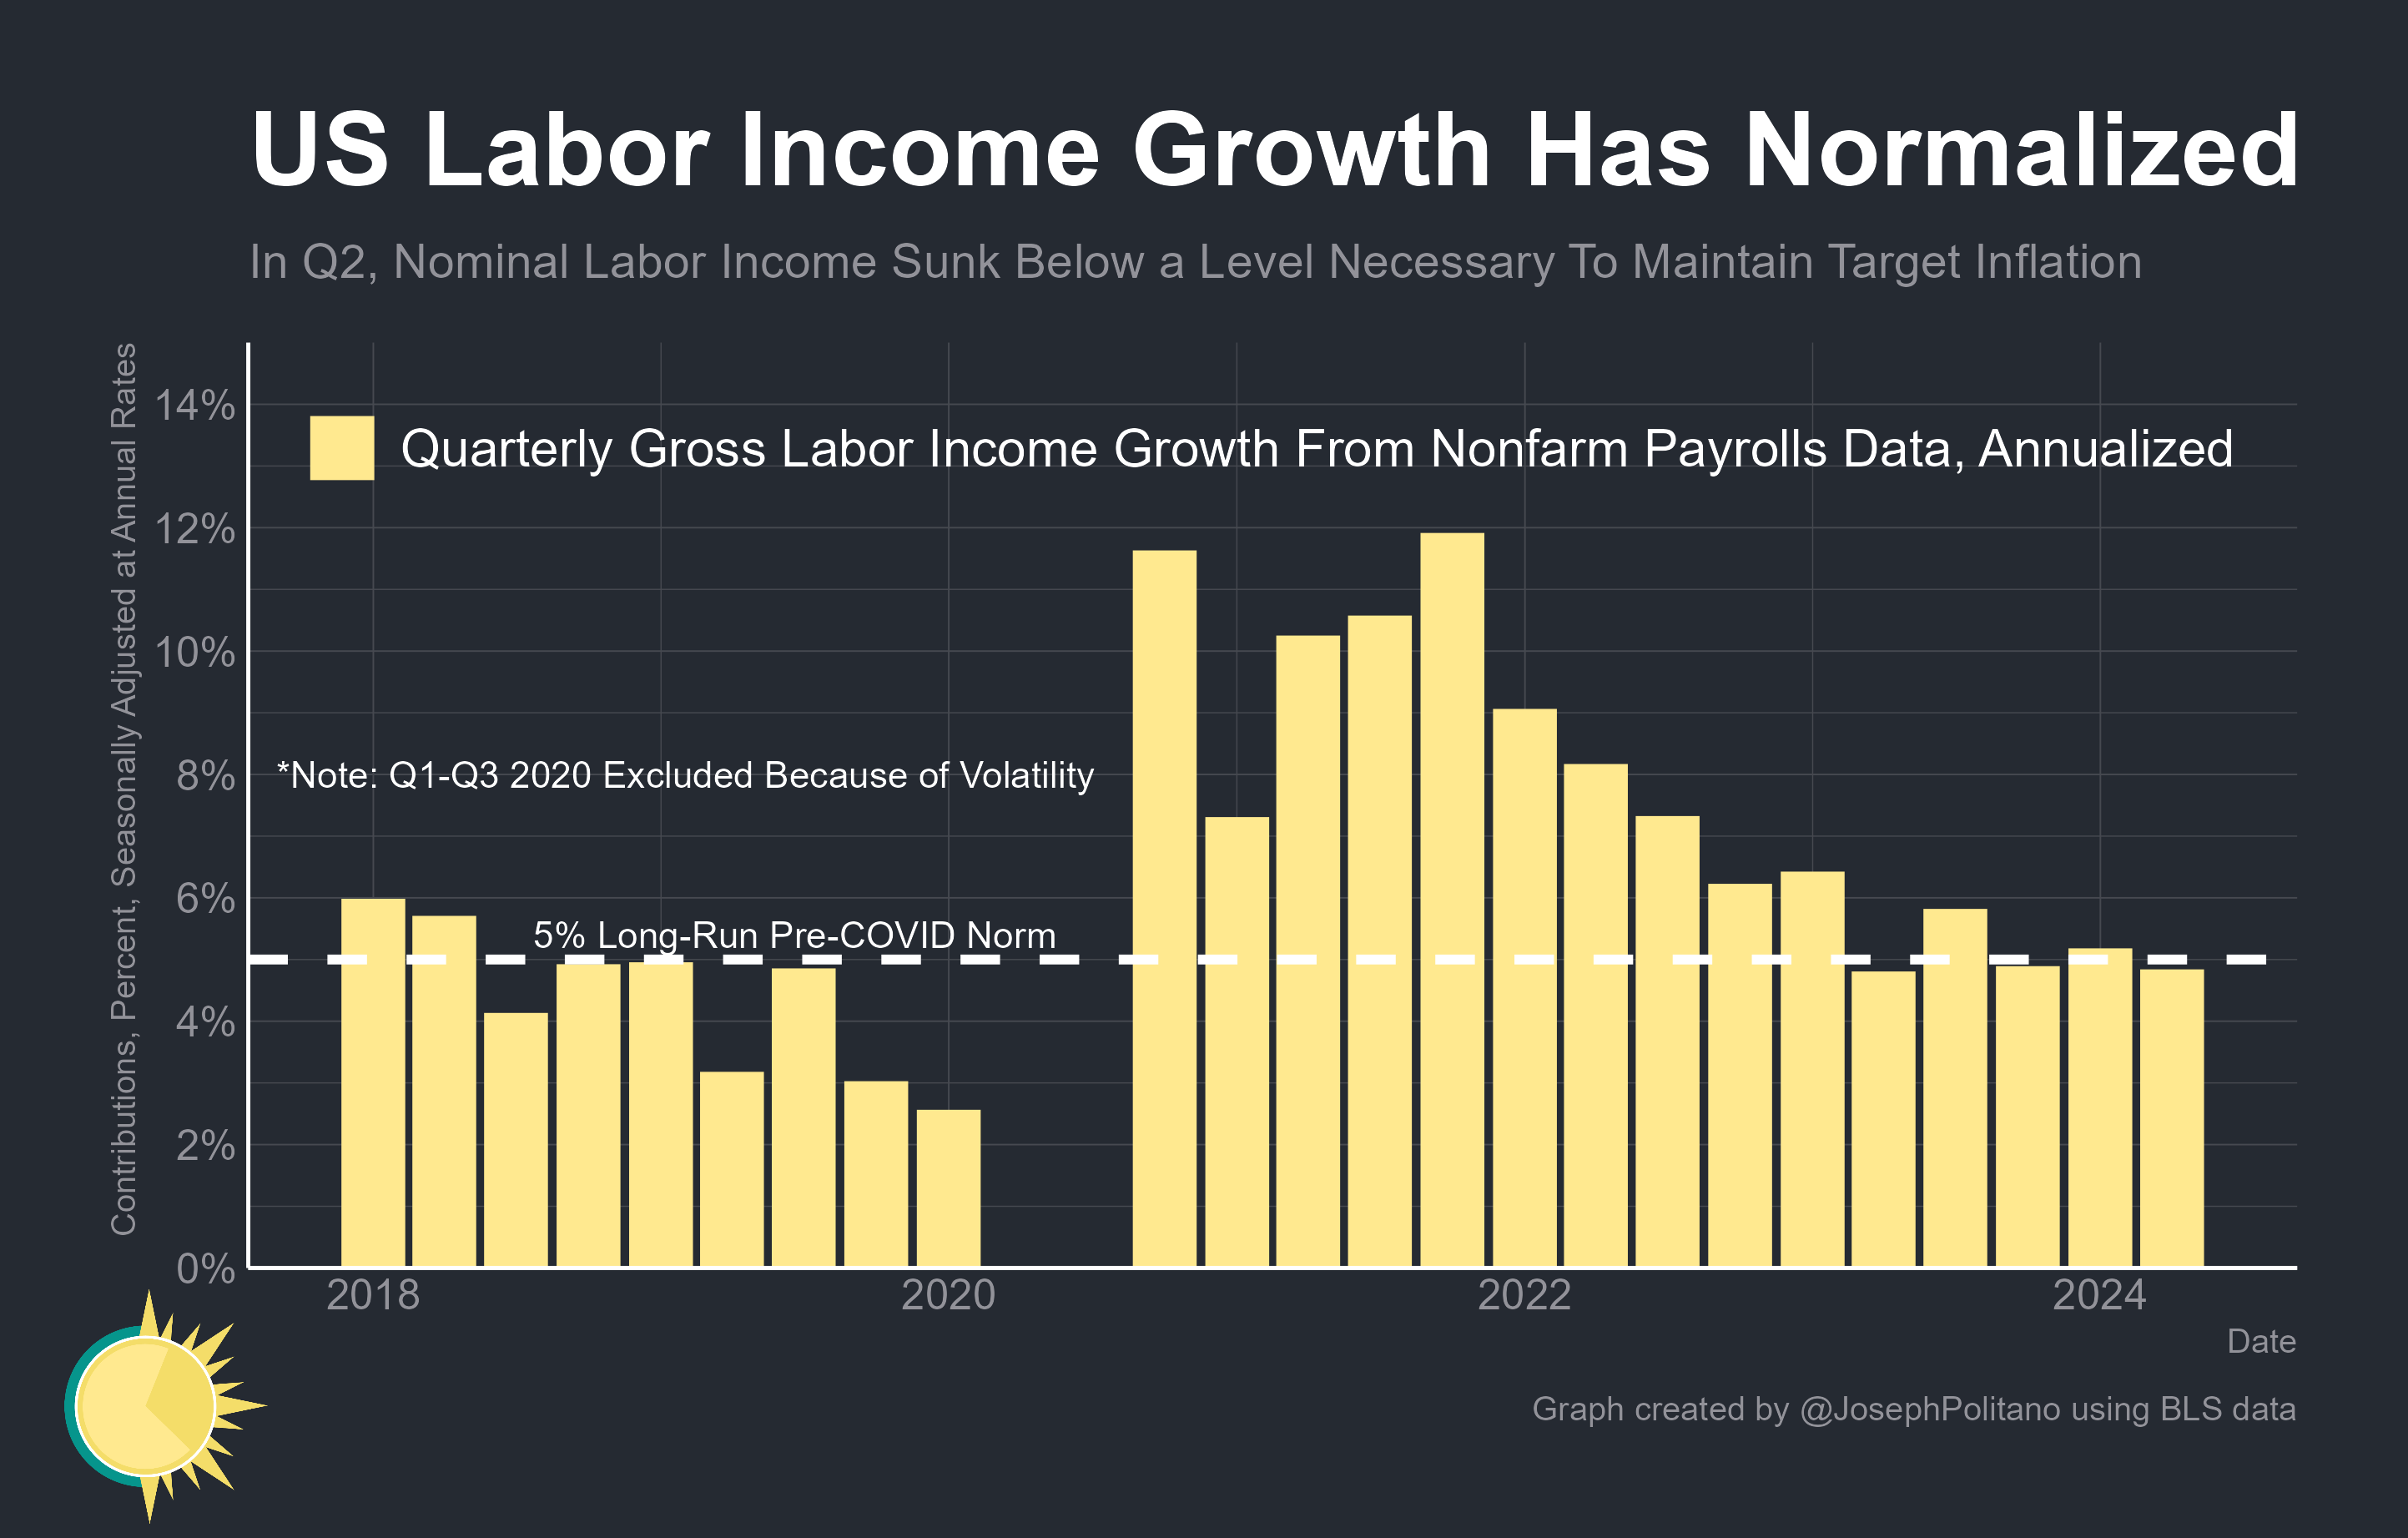 US Labor Income Growth Has Normalized
In Q2, Nominal Labor Income Sunk Below a Level Necessary To Maintain Target Inflation
Contributions, Percent, Seasonally Adjusted at Annual Rates
14%
12%
10%
8%
6%
4%
2%
0%
Quarterly Gross Labor Income Growth From Nonfarm Payrolls Data, Annualized
*Note: Q1-Q3 2020 Excluded Because of Volatility
5% Long-Run Pre-COVID Norm
2018
2020
2022
2024
Date
Graph created by @JosephPolitano using BLS data